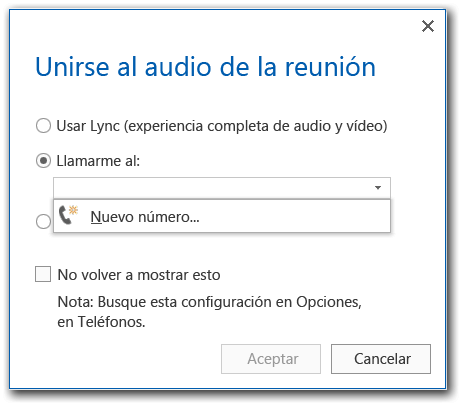 Unirse al audio de la reunión
Usar Lync (experiencia completa de audio y vídeo)
Llamarme al:
Nuevo número...
No volver a mostrar esto
Nota: Busque esta configuración en Opciones,
en Teléfonos.
Aceptar
Cancelar